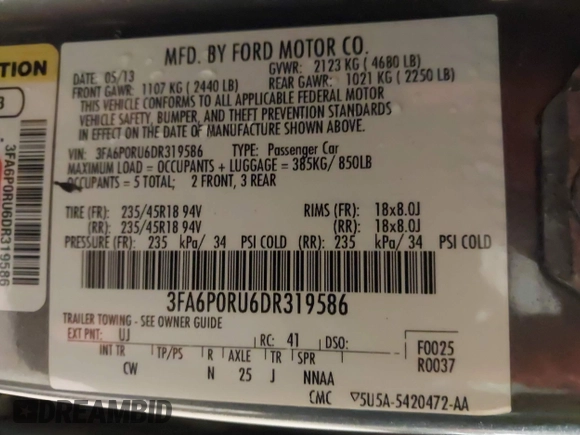 TION
3
3FA6P0RU6DR319586
MFD. BY FORD MOTOR CO.
DATE: 05/13 GVWR: 2123 KG ( 4680 LB)
FRONT GAWR: 1107 KG ( 2440 LB) REAR GAWR: 1021 KG ( 2250 LB)
THIS VEHICLE CONFORMS TO ALL APPLICABLE FEDERAL MOTOR
VEHICLE SAFETY, BUMPER, AND THEFT PREVENTION STANDARDS
IN EFFECT ON THE DATE OF MANUFACTURE SHOWN ABOVE.
VIN: 3FA6P0RU6DR319586 TYPE: Passenger Car
MAXIMUM LOAD = OCCUPANTS + LUGGAGE = 385KG/ 850LB
OCCUPANTS = 5 TOTAL; 2 FRONT, 3 REAR
TIRE (FR): 235/45R18 94V RIMS (FR): 18x8.0J
(RR): 235/45R18 94V (RR): 18x8.0J
PRESSURE (FR): 235 kPa/ 34 PSI COLD (RR): 235 kPa/ 34 PSI COLD
3FA6P0RU6DR319586
TRAILER TOWING - SEE OWNER GUIDE
EXT PNT: UJ RC: 41 DSO: F0025
INT TR TP/PS R AXLE TR SPR R0037
CW N 25 J NNAA
CMC 5U5A-5420472-AA
DREAMBID